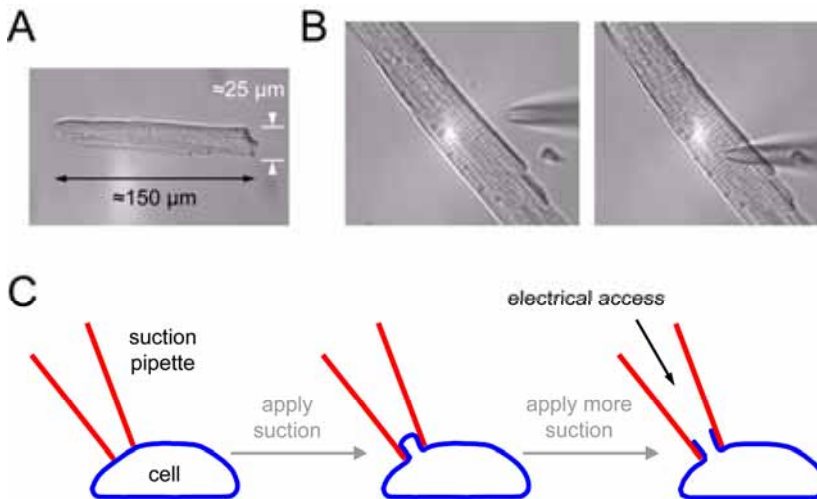 A
B
≈25 µm
≈150 µm
C
electrical access
suction
pipette
apply
suction
apply more
suction
cell